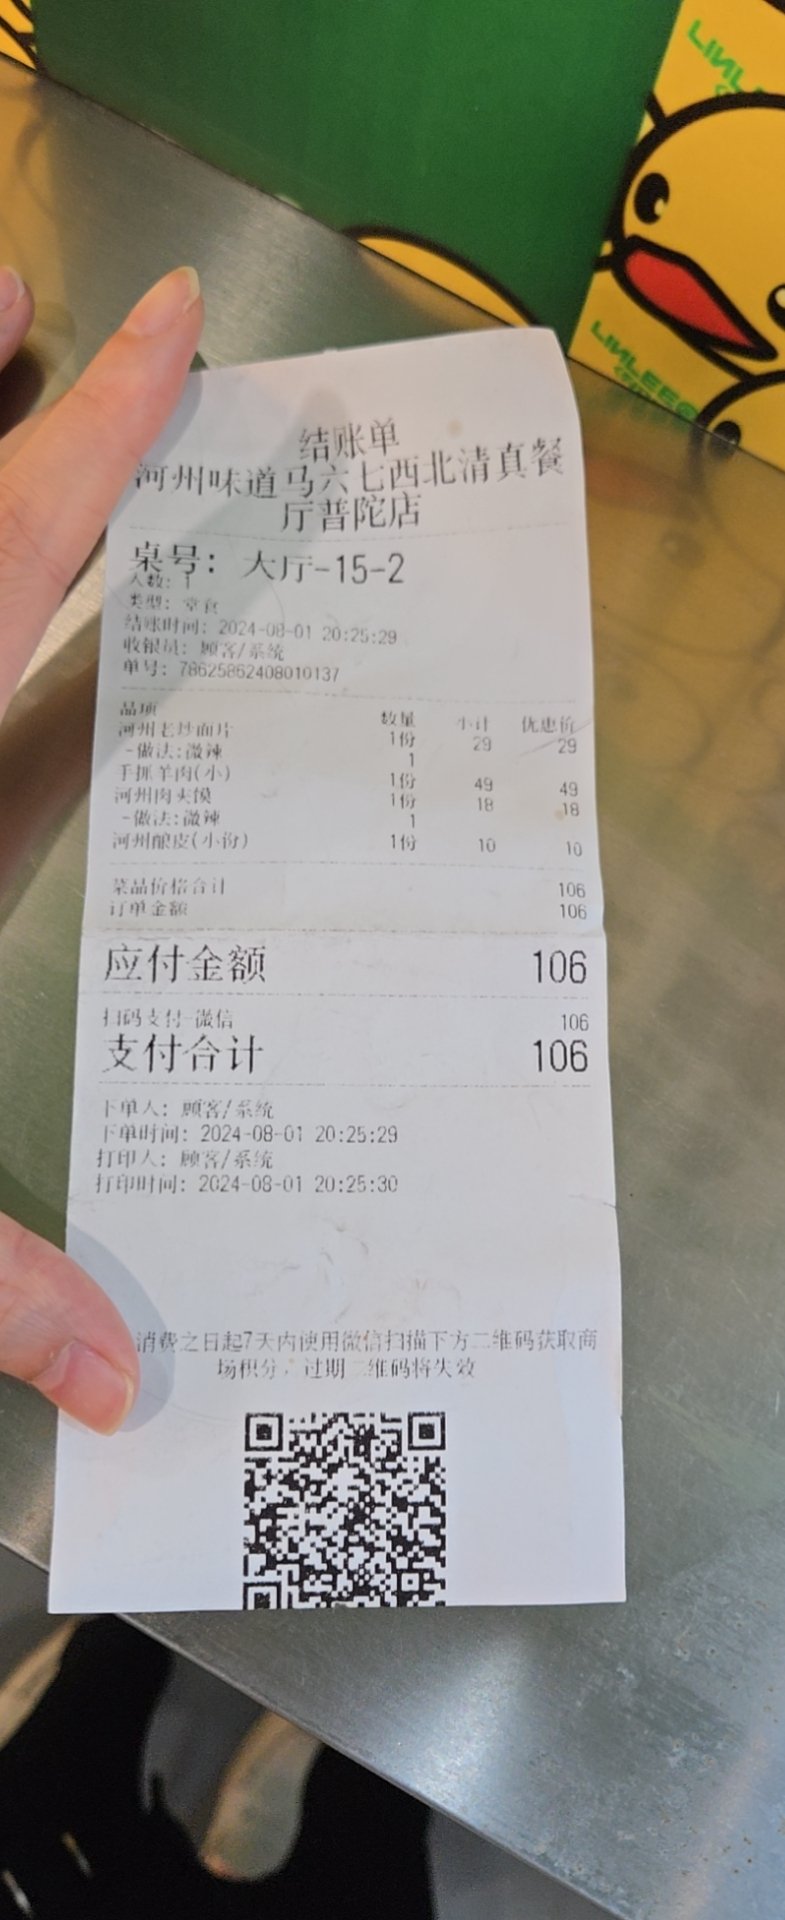 LINL
LINLEE
结账单
河州味道马六七西北清真餐
厅普陀店
桌号： 大厅-15-2
人数: 1
类型: 堂食
结账时间: 2024-08-01 20:25:29
收银员: 顾客/系统
单号: 78625862408010137
品项 数量 小计 优惠价
河州老炒面片 1份 29 29
-做法:微辣 1
手抓羊肉(小) 1份 49 49
河州肉夹馍 1份 18 18
-做法:微辣 1
河州酿皮(小份) 1份 10 10
菜品价格合计 106
订单金额 106
应付金额 106
扫码支付-微信 106
支付合计 106
下单人: 顾客/系统
下单时间: 2024-08-01 20:25:29
打印人: 顾客/系统
打印时间: 2024-08-01 20:25:30
消费之日起7天内使用微信扫描下方二维码获取商
场积分，过期二维码将失效